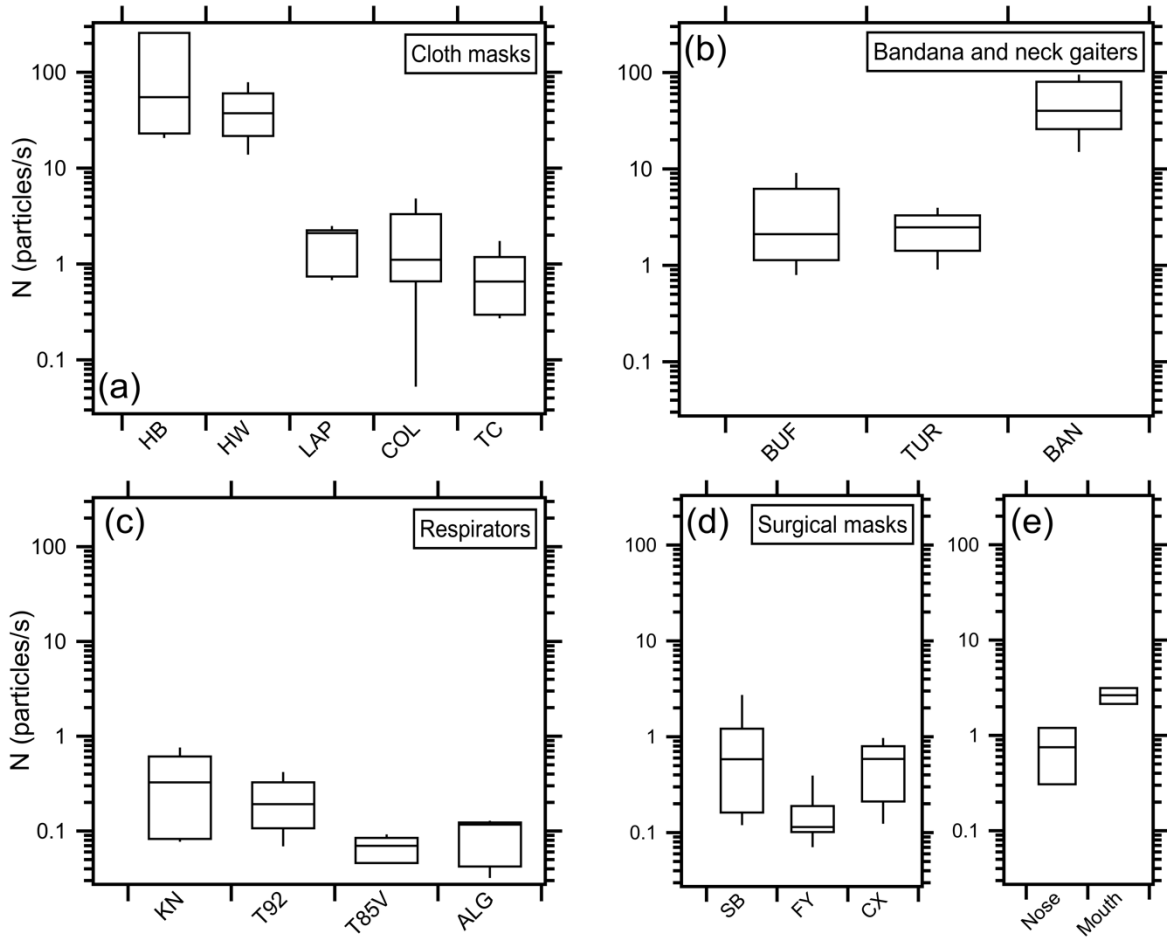 (a)
Cloth masks
N (particles/s)
100
10
1
0.1
HB
HW
LAP
COL
TC
(b)
Bandana and neck gaiters
100
10
1
0.1
BUF
TUR
BAN
(c)
Respirators
N (particles/s)
100
10
1
0.1
KN
T92
T85V
ALG
(d)
Surgical masks
100
10
1
0.1
SB
FY
CX
(e)
100
10
1
0.1
Nose
Mouth